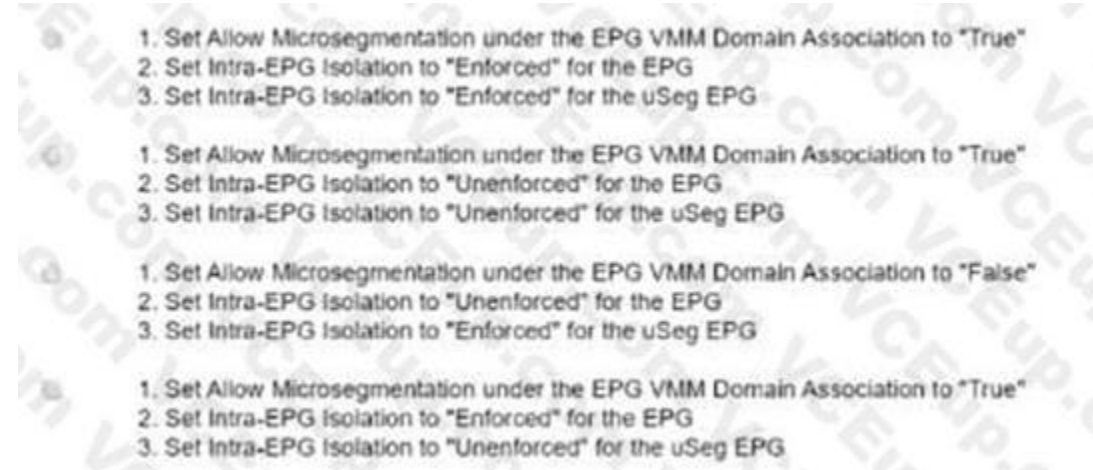 1. Set Allow Microsegmentation under the EPG VMM Domain Association to "True"
2. Set Intra-EPG Isolation to "Enforced" for the EPG
3. Set Intra-EPG Isolation to "Enforced" for the uSeg EPG
1. Set Allow Microsegmentation under the EPG VMM Domain Association to "True"
2. Set Intra-EPG Isolation to "Unenforced" for the EPG
3. Set Intra-EPG Isolation to "Unenforced" for the uSeg EPG
1. Set Allow Microsegmentation under the EPG VMM Domain Association to "False"
2. Set Intra-EPG Isolation to "Unenforced" for the EPG
3. Set Intra-EPG Isolation to "Enforced" for the uSeg EPG
1. Set Allow Microsegmentation under the EPG VMM Domain Association to "True"
2. Set Intra-EPG Isolation to "Enforced" for the EPG
3. Set Intra-EPG Isolation to "Unenforced" for the uSeg EPG
VCEup.com